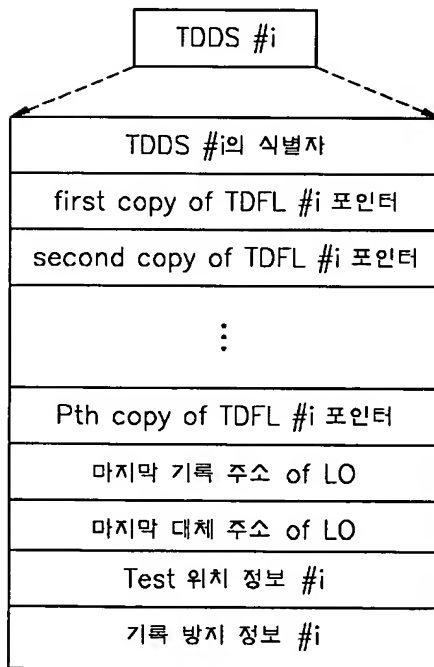 TDDS #i
TDDS #i의 식별자
first copy of TDFL #i 포인터
second copy of TDFL #i 포인터
⋮
Pth copy of TDFL #i 포인터
마지막 기록 주소 of LO
마지막 대체 주소 of LO
Test 위치 정보 #i
기록 방지 정보 #i